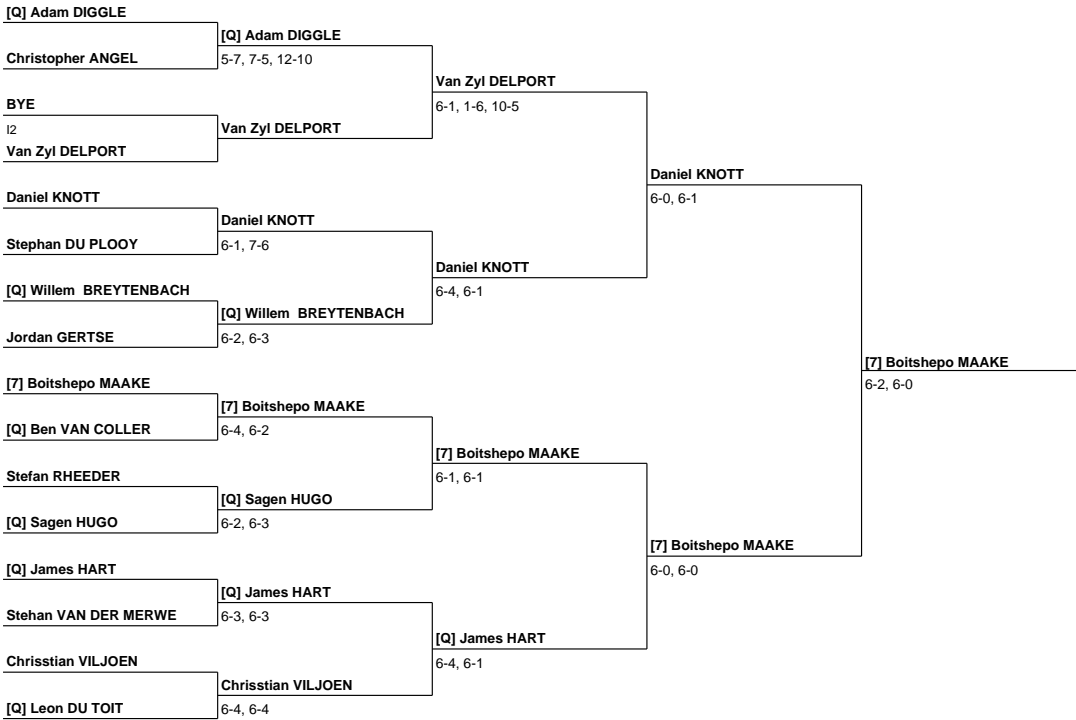 [Q] Adam DIGGLE
Christopher ANGEL
BYE
I2
Van Zyl DELPORT
Daniel KNOTT
Stephan DU PLOOY
[Q] Willem  BREYTENBACH
Jordan GERTSE
[7] Boitshepo MAAKE
[Q] Ben VAN COLLER
Stefan RHEEDER
[Q] Sagen HUGO
[Q] James HART
Stehan VAN DER MERWE
Chrisstian VILJOEN
[Q] Leon DU TOIT
[Q] Adam DIGGLE
5-7, 7-5, 12-10
Van Zyl DELPORT
Daniel KNOTT
6-1, 7-6
[Q] Willem  BREYTENBACH
6-2, 6-3
[7] Boitshepo MAAKE
6-4, 6-2
[Q] Sagen HUGO
6-2, 6-3
[Q] James HART
6-3, 6-3
Chrisstian VILJOEN
6-4, 6-4
Van Zyl DELPORT
6-1, 1-6, 10-5
Daniel KNOTT
6-4, 6-1
[7] Boitshepo MAAKE
6-1, 6-1
[Q] James HART
6-4, 6-1
Daniel KNOTT
6-0, 6-1
[7] Boitshepo MAAKE
6-0, 6-0
[7] Boitshepo MAAKE
6-2, 6-0